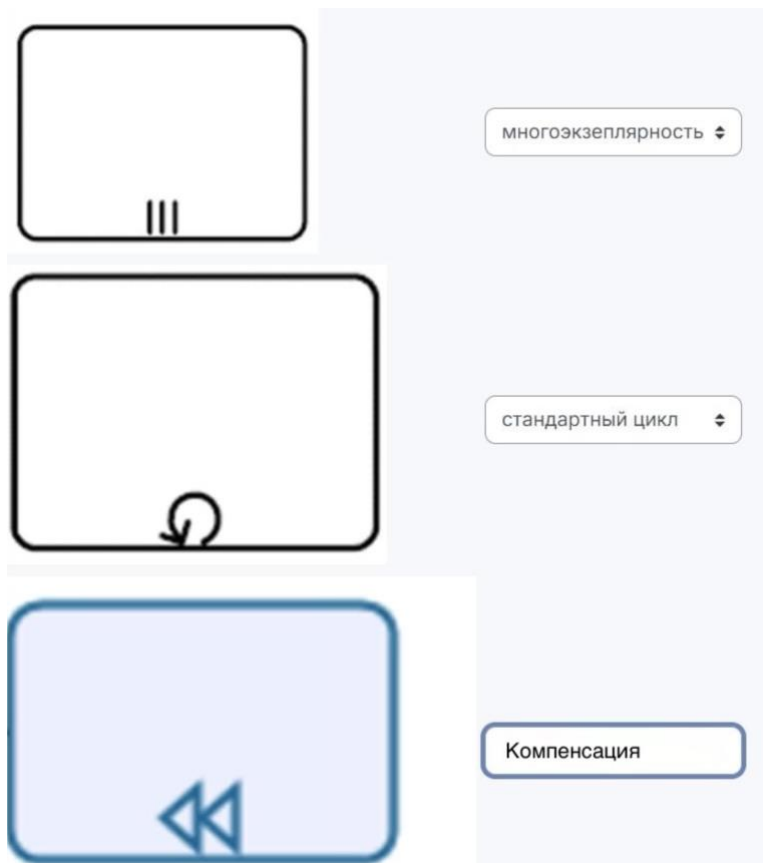 многоэкзеплярность
стандартный цикл
Компенсация